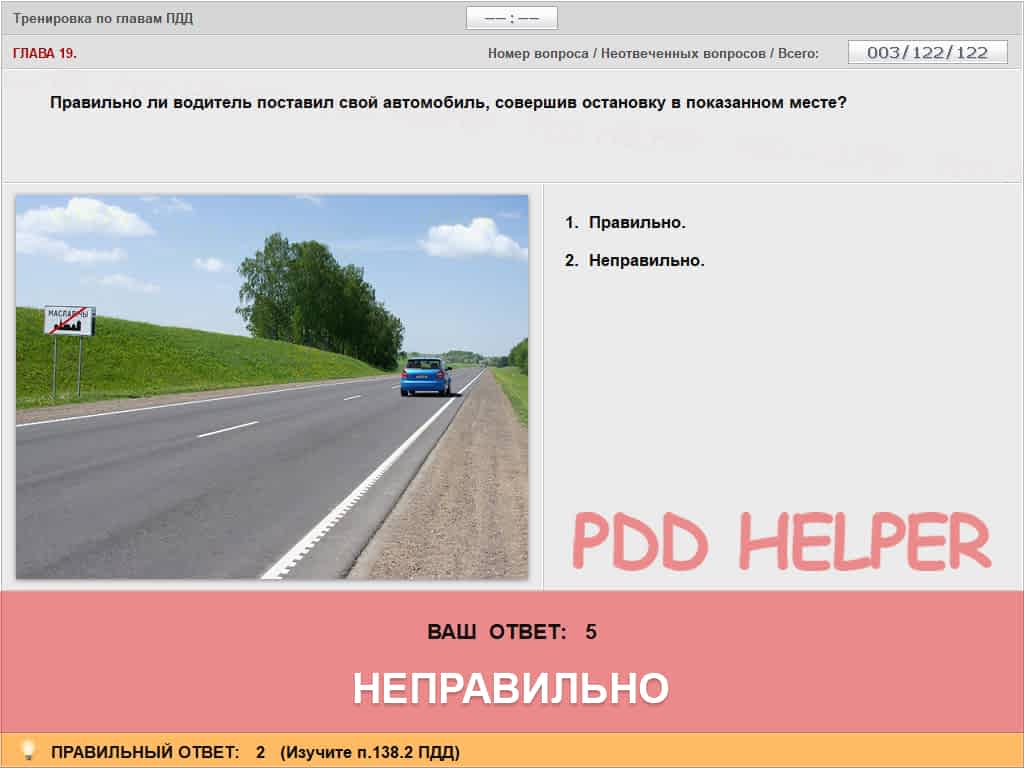 Тренировка по главам ПДД
–– : ––
ГЛАВА 19.
Номер вопроса / Неотвеченных вопросов / Всего: 003/122/122
Правильно ли водитель поставил свой автомобиль, совершив остановку в показанном месте?
1. Правильно.
2. Неправильно.
PDD HELPER
ВАШ ОТВЕТ: 5
НЕПРАВИЛЬНО
ПРАВИЛЬНЫЙ ОТВЕТ: 2 (Изучите п.138.2 ПДД)